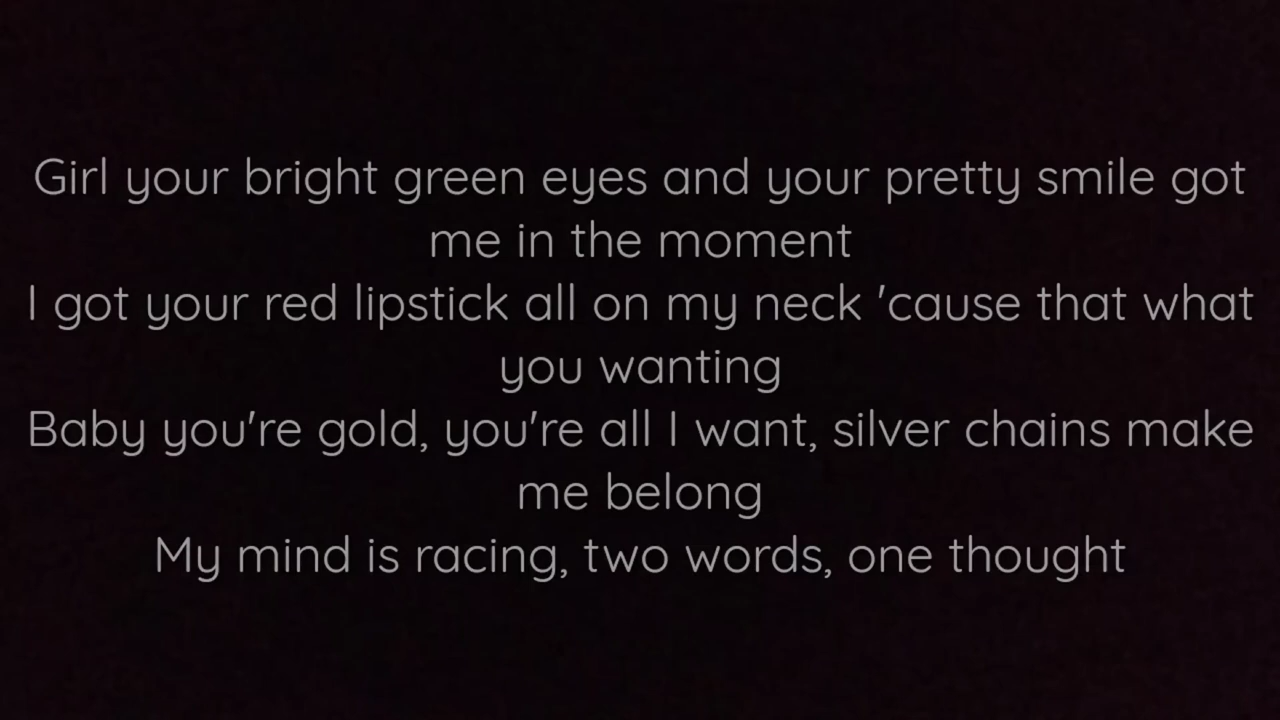 Girl your bright green eyes and your pretty smile got
me in the moment
I got your red lipstick all on my neck 'cause that what
you wanting
Baby you're gold, you're all I want, silver chains make
me belong
My mind is racing, two words, one thought